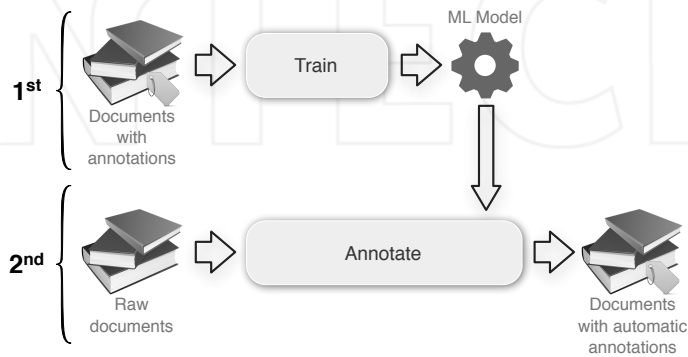 ML Model
1st
Train
Documents
with
annotations
2nd
Annotate
Raw
documents
Documents
with automatic
annotations